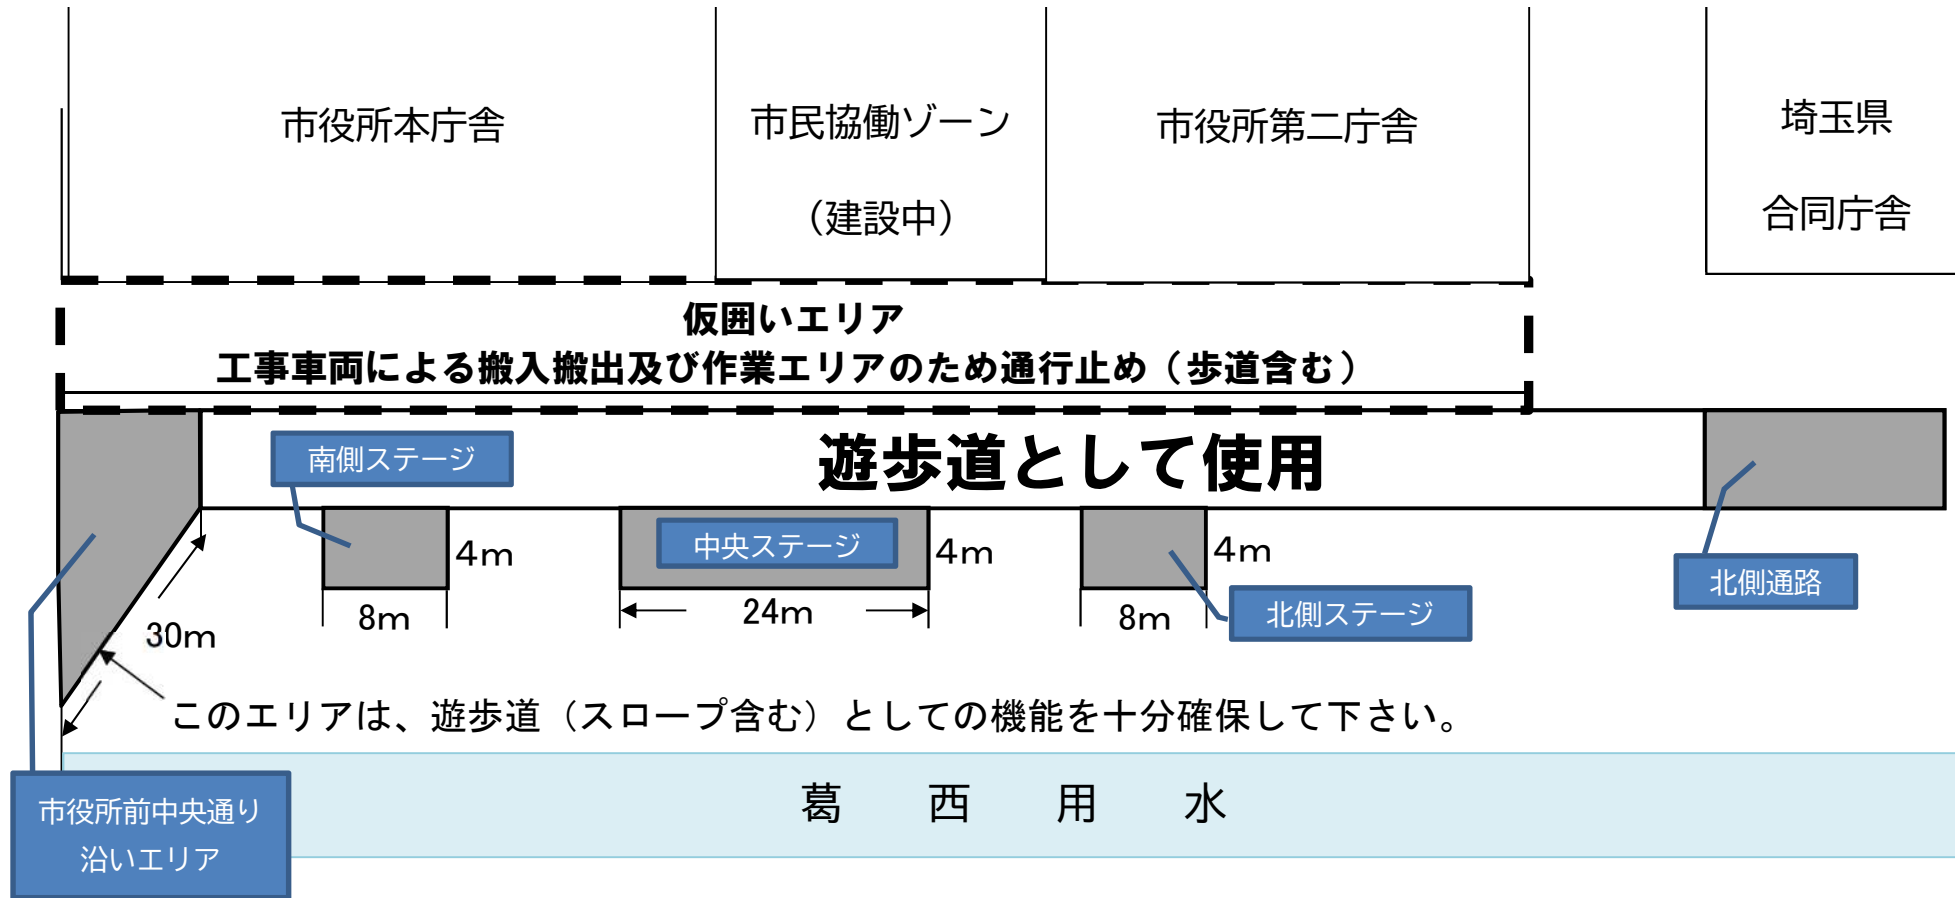 市役所本庁舎
市民協働ゾーン
（建設中）
市役所第二庁舎
埼玉県
合同庁舎
仮囲いエリア
工事車両による搬入搬出及び作業エリアのため通行止め（歩道含む）
遊歩道として使用
南側ステージ
中央ステージ
4m
4m
4m
8m
24m
8m
北側ステージ
北側通路
30m
このエリアは、遊歩道（スロープ含む）としての機能を十分確保して下さい。
市役所前中央通り
沿いエリア
葛西用水